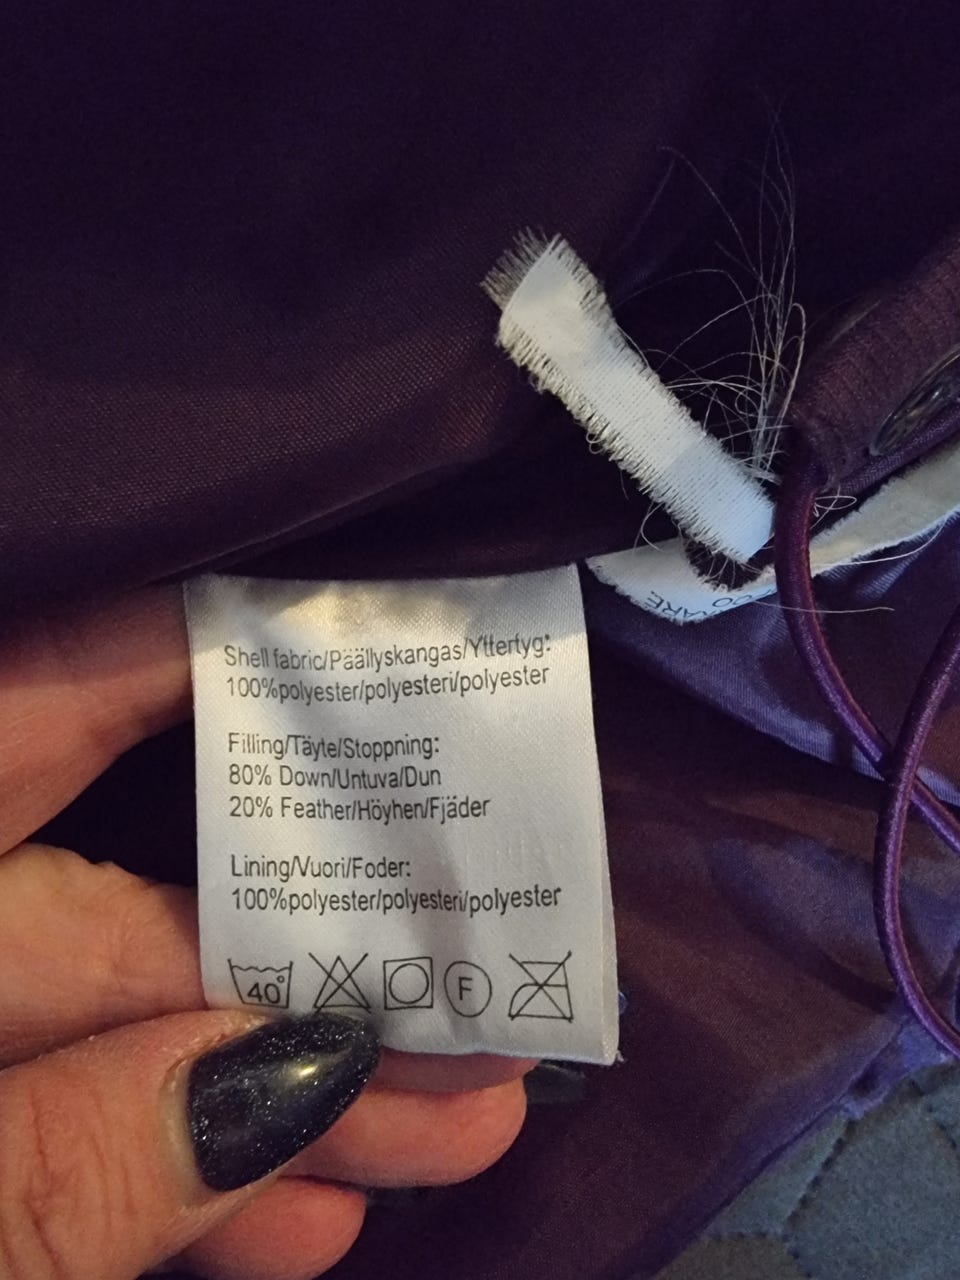 Shell fabric/Päällyskangas/Yttertyg:
100%polyester/polyesteri/polyester
Filling/Täyte/Stoppning:
80% Down/Untuva/Dun
20% Feather/Höyhen/Fjäder
Lining/Vuori/Foder:
100%polyester/polyesteri/polyester
40°
F